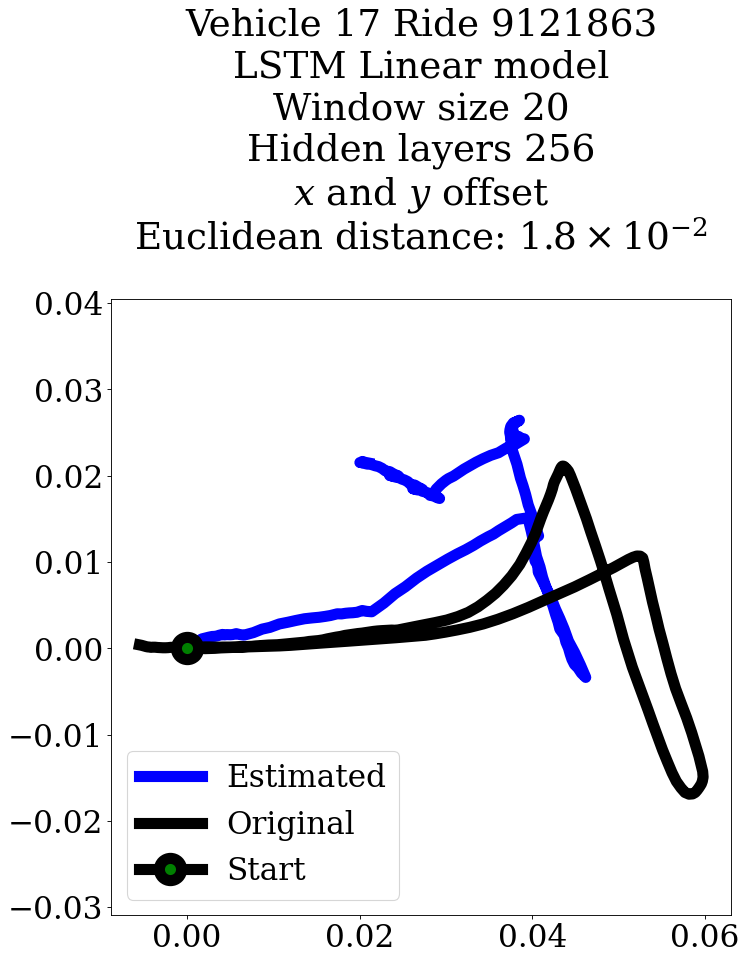 Vehicle 17 Ride 9121863
LSTM Linear model
Window size 20
Hidden layers 256
x and y offset
Euclidean distance: 1.8 × 10⁻²
0.04
0.03
0.02
0.01
0.00
−0.01
−0.02
−0.03
Estimated
Original
Start
0.00 0.02 0.04 0.06